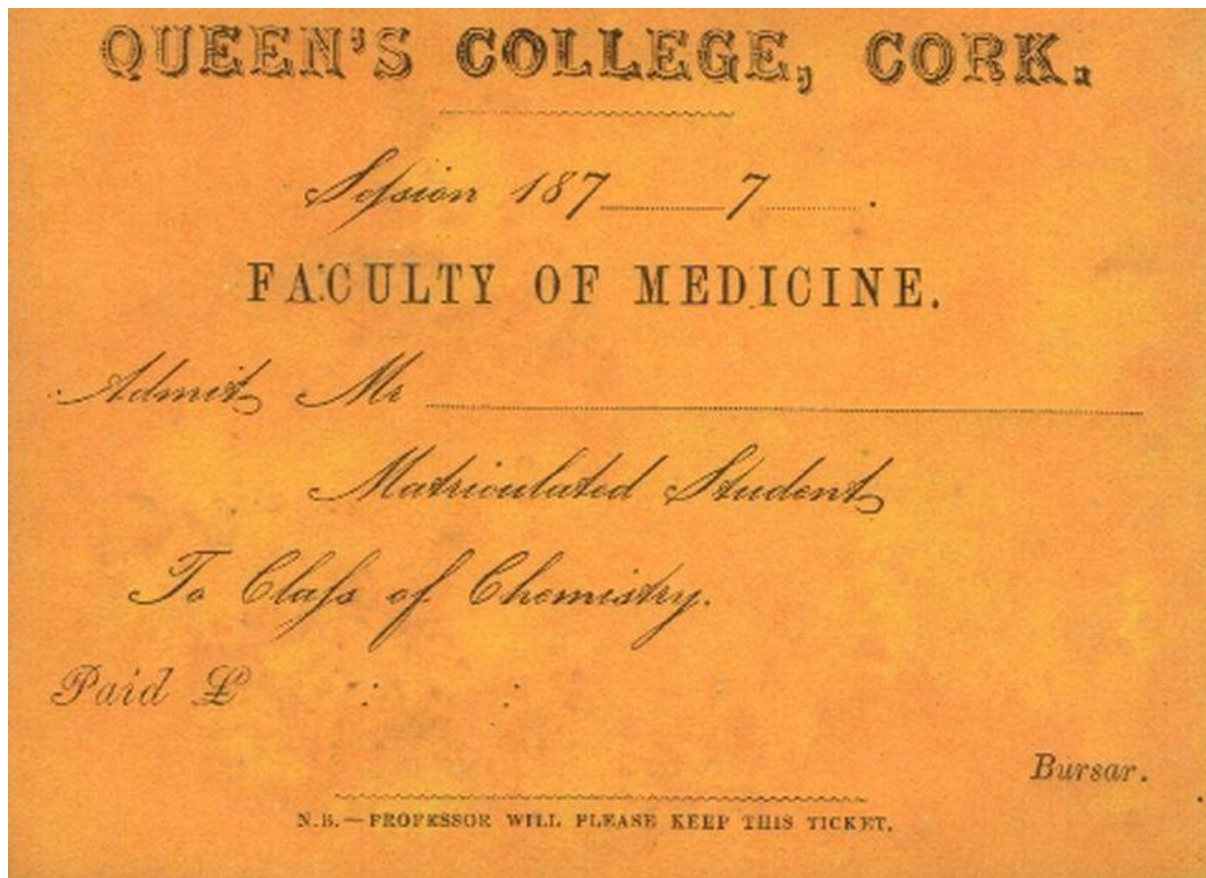 QUEEN'S COLLEGE, CORK.
Session 187 7 .
FACULTY OF MEDICINE.
Admit Mr
Matriculated Student
To Class of Chemistry.
Paid £ : :
Bursar.
N.B.—PROFESSOR WILL PLEASE KEEP THIS TICKET.